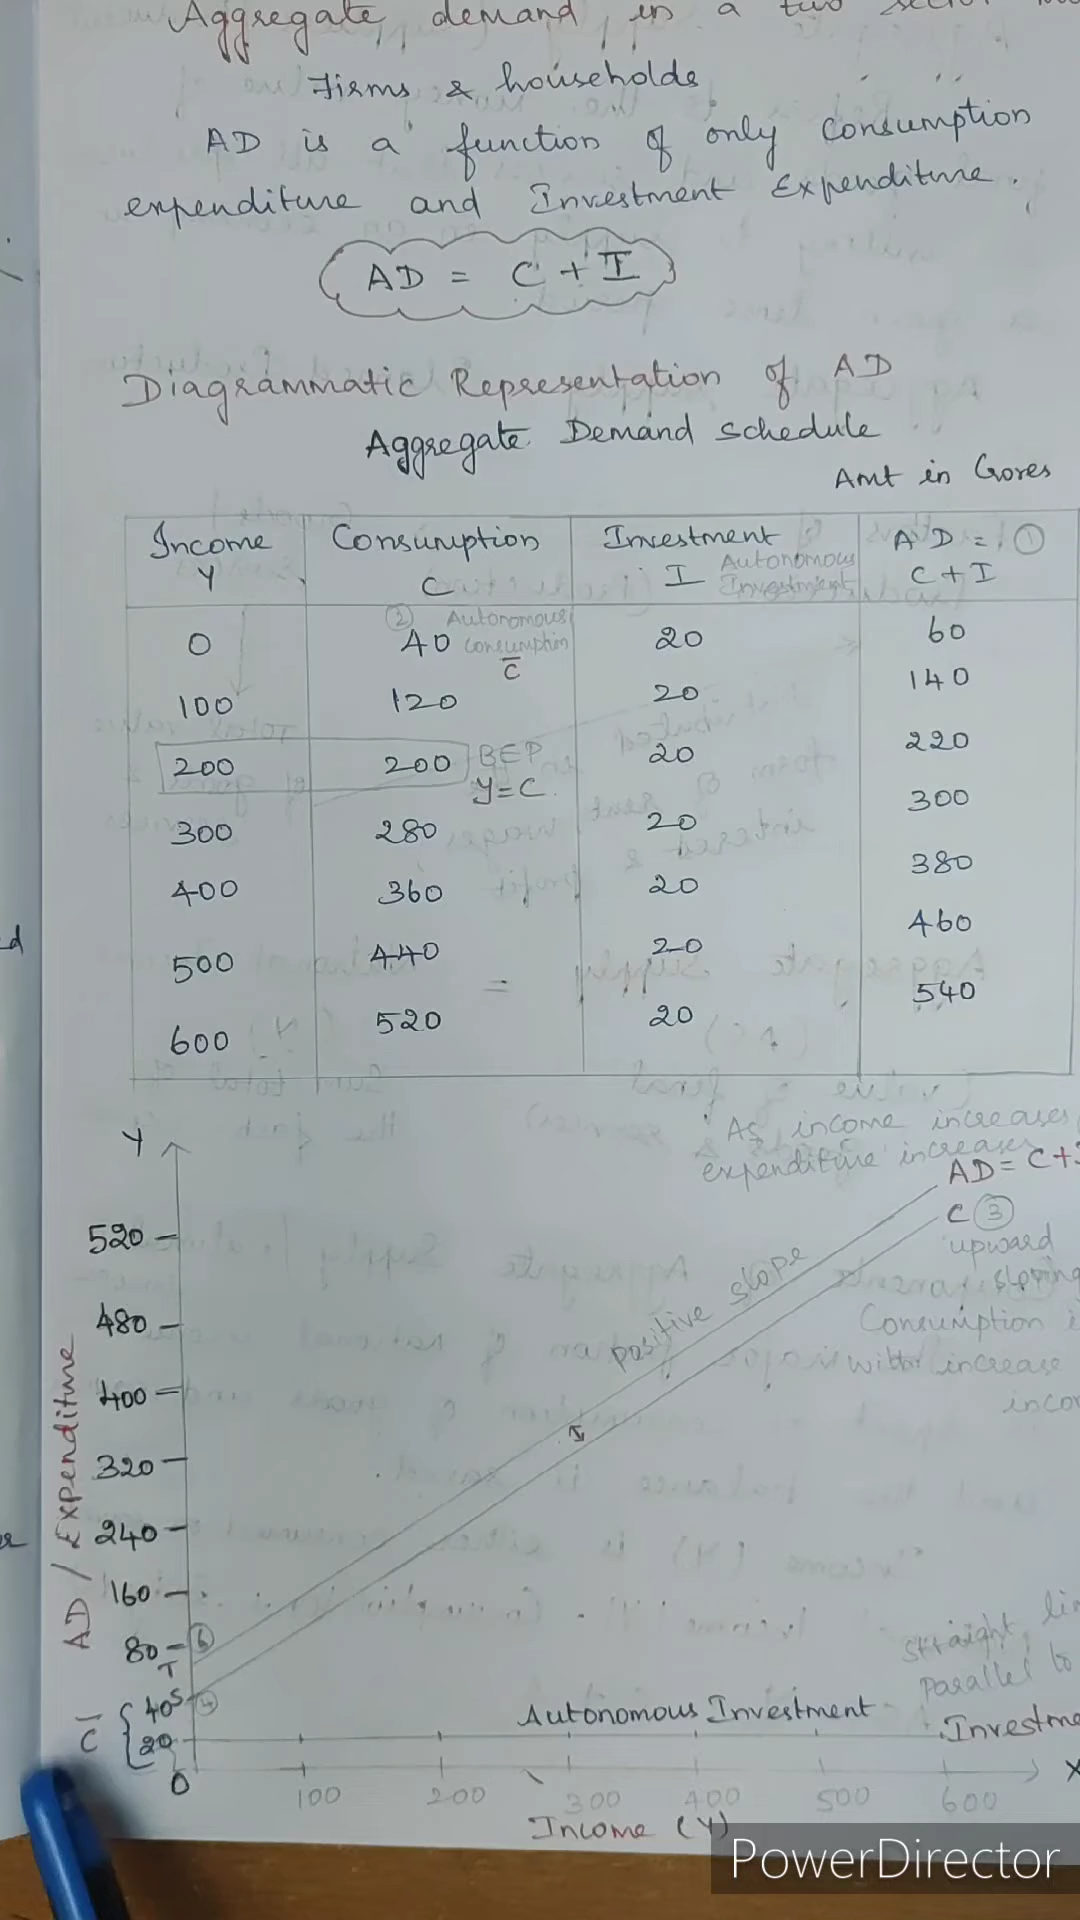 Aggregate demand in a two
Firms & households
AD is a function of only consumption
expenditure and Investment Expenditure.
AD = C + I
Diagrammatic Representation of AD
Aggregate Demand schedule
Amt in Crores
Income Y Consumption C Investment I Autonomous Investment AD = C + I ①
0 40 ② Autonomous consumption C̅ 20 60
100 120 20 140
200 200 BEP Y=C 20 220
300 280 20 300
400 360 20 380
500 440 20 460
600 520 20 540
As income increases
expenditure increases
AD = C+I
C ③
upward
sloping
Consumption
with increase
positive slope
I
Y
520
480
400
320
240
160
80 ⑥
T
40 S ④
20
C̅
O
AD / Expenditure
Straight
Parallel to
Autonomous Investment
X
100 200 300 400 500 600
Income (Y)
PowerDirector